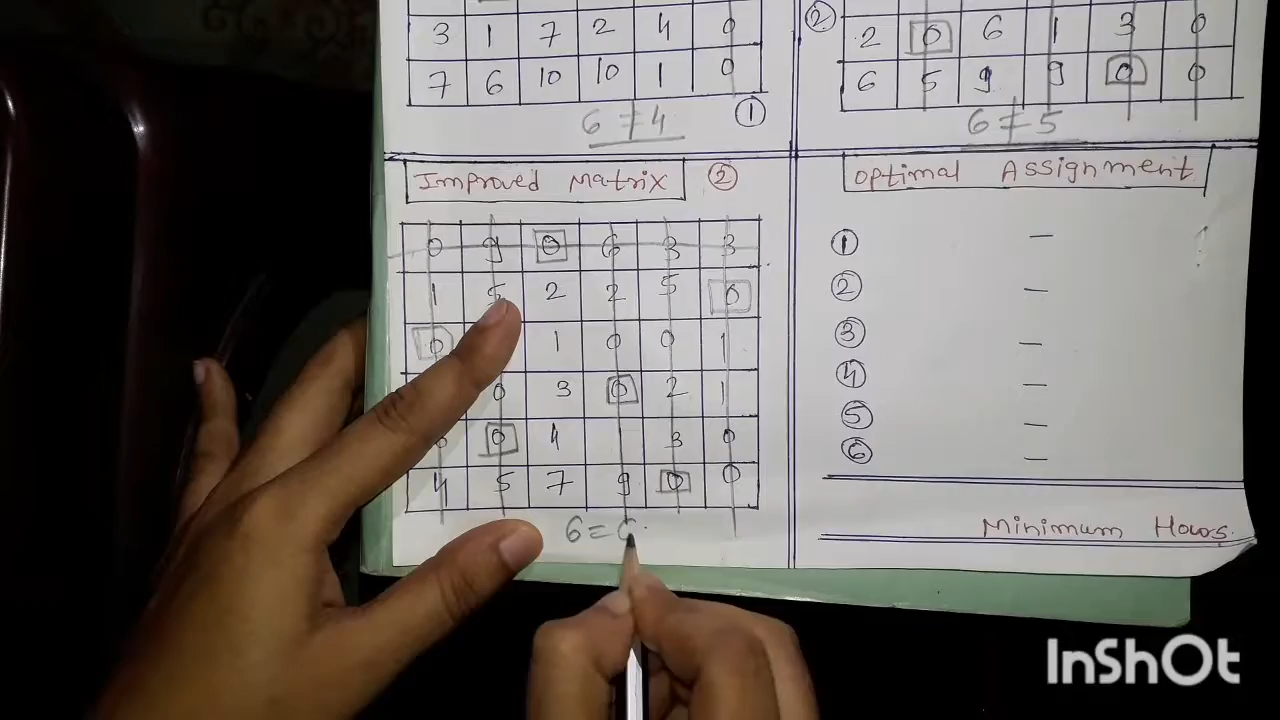 3 1 7 2 4 0
7 6 10 10 1 0
6 ≠ 4 ①
② 2 0 6 1 3 0
6 5 9 9 0 0
6 ≠ 5
Improved Matrix ②
0 9 0 6 3 3
1 5 2 2 5 0
0 1 0 0 1
0 3 0 2 1
0 0 4 3 0
4 5 7 9 0 0
6 = 6
Optimal Assignment
① —
② —
③ —
④ —
⑤ —
⑥ —
Minimum Hours.
InShOt